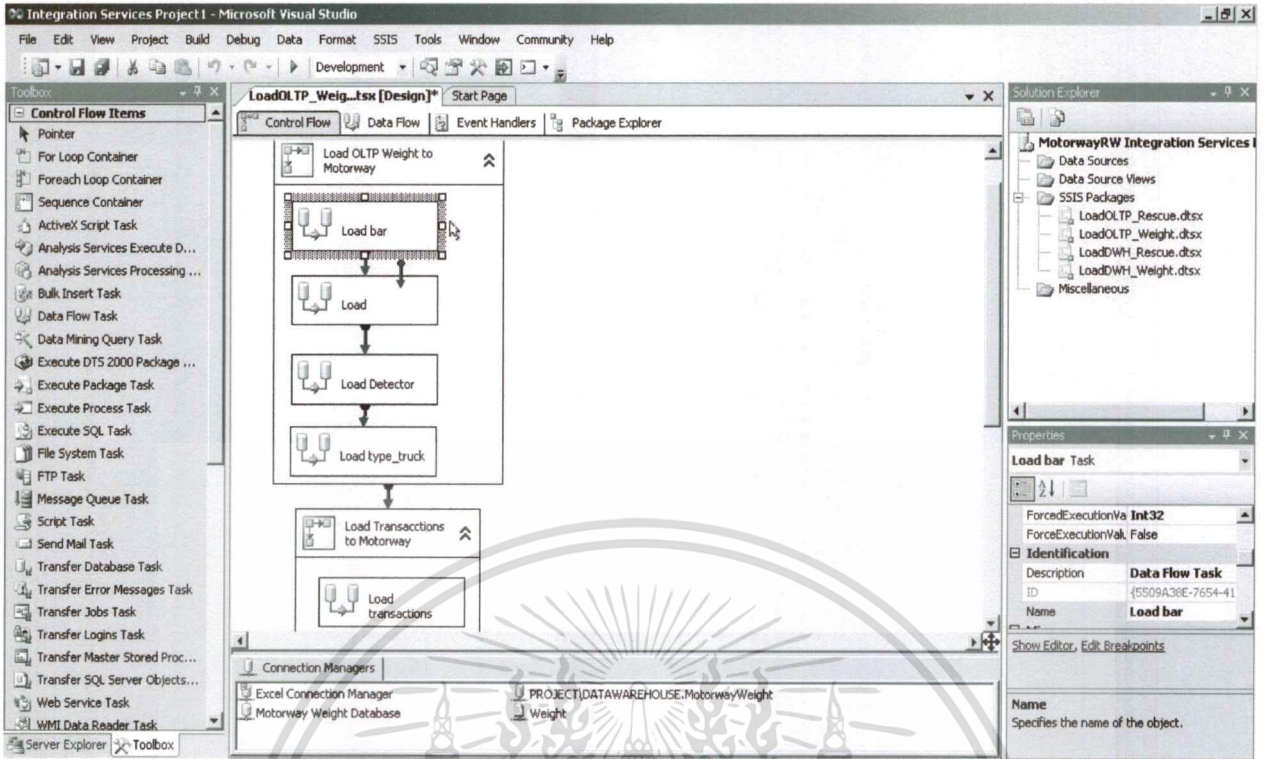 Integration Services Project1 - Microsoft Visual Studio
File Edit View Project Build Debug Data Format SSIS Tools Window Community Help
Development
Toolbox
Control Flow Items
Pointer
For Loop Container
Foreach Loop Container
Sequence Container
ActiveX Script Task
Analysis Services Execute D...
Analysis Services Processing ...
Bulk Insert Task
Data Flow Task
Data Mining Query Task
Execute DTS 2000 Package ...
Execute Package Task
Execute Process Task
Execute SQL Task
File System Task
FTP Task
Message Queue Task
Script Task
Send Mail Task
Transfer Database Task
Transfer Error Messages Task
Transfer Jobs Task
Transfer Logins Task
Transfer Master Stored Proc...
Transfer SQL Server Objects...
Web Service Task
WMI Data Reader Task
Server Explorer Toolbox
LoadOLTP_Weig...tsx [Design]* Start Page
Control Flow Data Flow Event Handlers Package Explorer
Load OLTP Weight to
Motorway
Load bar
Load
Load Detector
Load type_truck
Load Transacctions
to Motorway
Load
transactions
Connection Managers
Excel Connection Manager
Motorway Weight Database
PROJECT\DATAWAREHOUSE.MotorwayWeight
Weight
Solution Explorer
MotorwayRW Integration Services
Data Sources
Data Source Views
SSIS Packages
LoadOLTP_Rescue.dtsx
LoadOLTP_Weight.dtsx
LoadDWH_Rescue.dtsx
LoadDWH_Weight.dtsx
Miscellaneous
Properties
Load bar Task
ForcedExecutionVa Int32
ForceExecutionValu False
Identification
Description Data Flow Task
ID {5509A38E-7654-41
Name Load bar
Show Editor, Edit Breakpoints
Name
Specifies the name of the object.